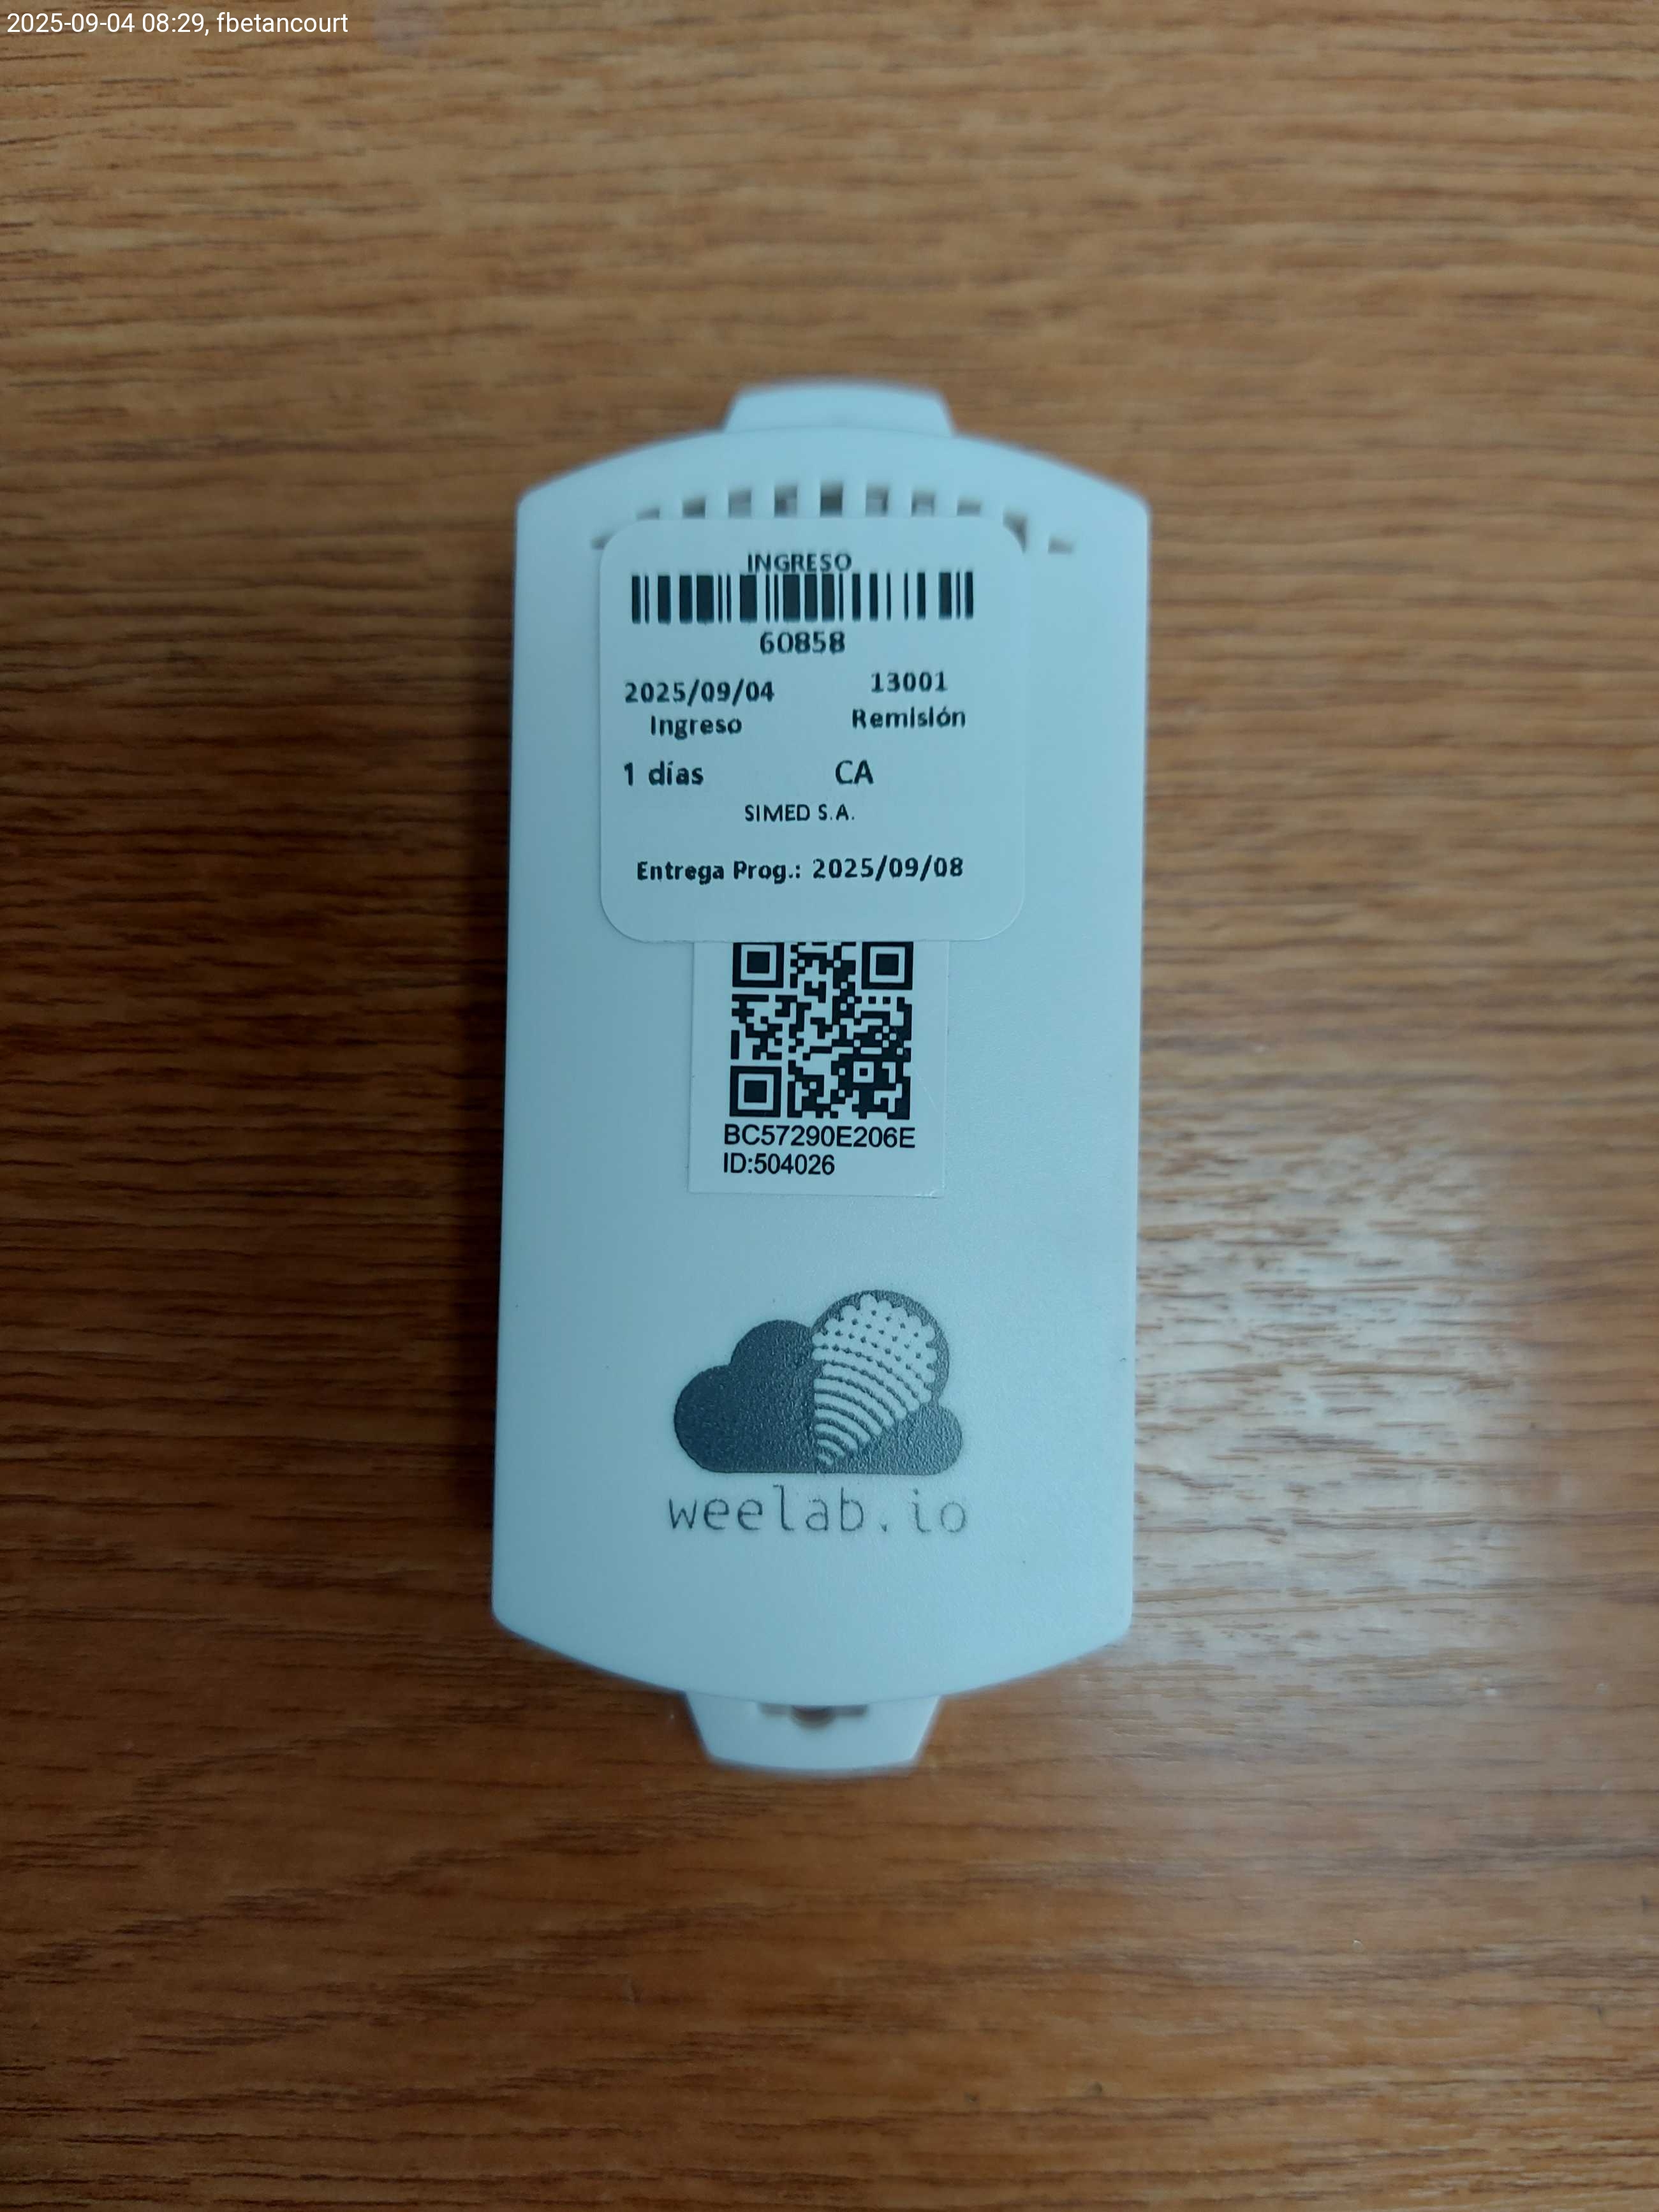 2025-09-04 08:29, fbetancourt
INGRESO
60858
2025/09/04 13001
Ingreso Remisión
1 días CA
SIMED S.A.
Entrega Prog.: 2025/09/08
BC57290E206E
ID:504026
weelab.io